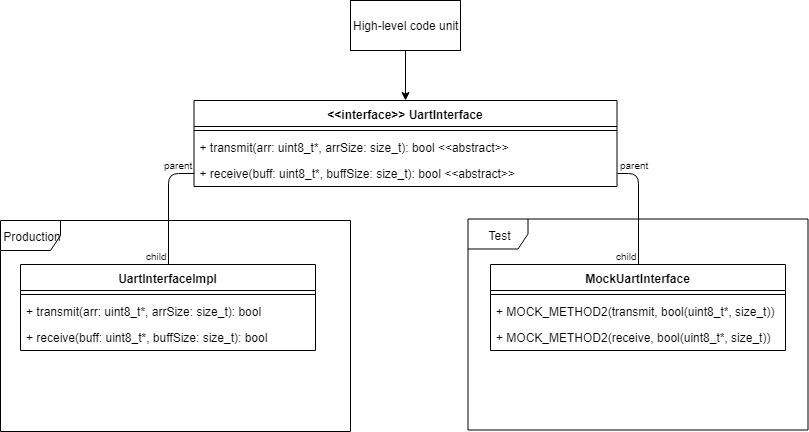 High-level code unit
<<interface>> UartInterface
+ transmit(arr: uint8_t*, arrSize: size_t): bool <<abstract>>
+ receive(buff: uint8_t*, buffSize: size_t): bool <<abstract>>
parent
parent
Production
Test
child
child
UartInterfaceImpl
+ transmit(arr: uint8_t*, arrSize: size_t): bool
+ receive(buff: uint8_t*, buffSize: size_t): bool
MockUartInterface
+ MOCK_METHOD2(transmit, bool(uint8_t*, size_t))
+ MOCK_METHOD2(receive, bool(uint8_t*, size_t))